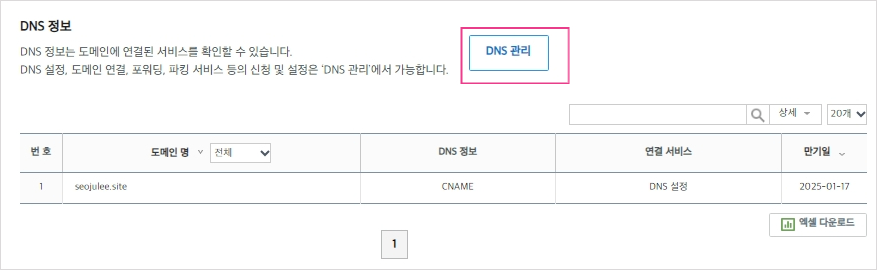 DNS 정보
DNS 정보는 도메인에 연결된 서비스를 확인할 수 있습니다.
DNS 설정, 도메인 연결, 포워딩, 파킹 서비스 등의 신청 및 설정은 'DNS 관리'에서 가능합니다.
DNS 관리
상세 20개
번 호 도메인 명 전체 DNS 정보 연결 서비스 만기일
1 seojulee.site CNAME DNS 설정 2025-01-17
엑셀 다운로드
1